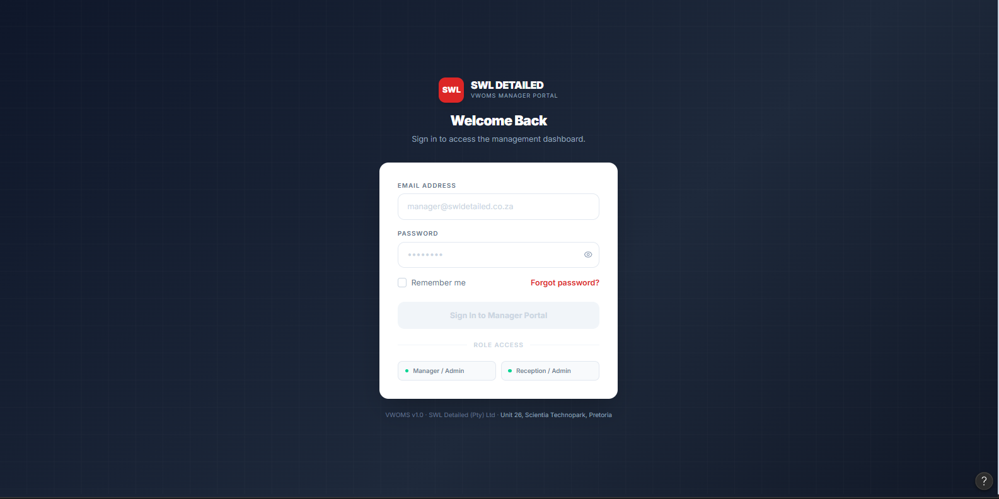 SWL
SWL DETAILED
VWOMS MANAGER PORTAL
Welcome Back
Sign in to access the management dashboard.
EMAIL ADDRESS
manager@swldetailed.co.za
PASSWORD
••••••••
Remember me
Forgot password?
Sign In to Manager Portal
ROLE ACCESS
Manager / Admin
Reception / Admin
VWOMS v1.0 · SWL Detailed (Pty) Ltd · Unit 26, Scientia Technopark, Pretoria
?